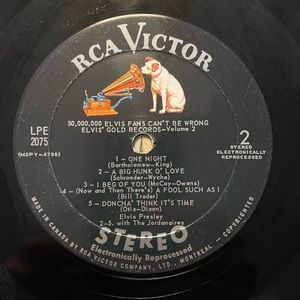 RCA VICTOR
50,000,000 ELVIS FANS CAN'T BE WRONG
ELVIS' GOLD RECORDS-Volume 2
LPE
2075
(M2PY-4738)
2
STEREO
ELECTRONICALLY
REPROCESSED
1 - ONE NIGHT
(Bartholomew-King)
2 - A BIG HUNK O' LOVE
(Schroeder-Wyche)
3 - I BEG OF YOU (McCoy-Owens)
4 - (Now and Then There's) A FOOL SUCH AS I
(Bill Trader)
5 - DONCHA' THINK IT'S TIME
(Otis-Dixon)
Elvis Presley
with The Jordanaires
STEREO
Electronically Reprocessed
MADE IN CANADA BY RCA VICTOR COMPANY, LTD., MONTREAL - COPYRIGHTED